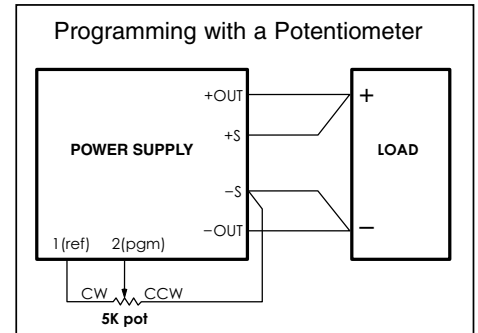 Programming with a Potentiometer
+OUT
+
+S
POWER SUPPLY
LOAD
−S
−OUT
−
1(ref) 2(pgm)
CW CCW
5K pot